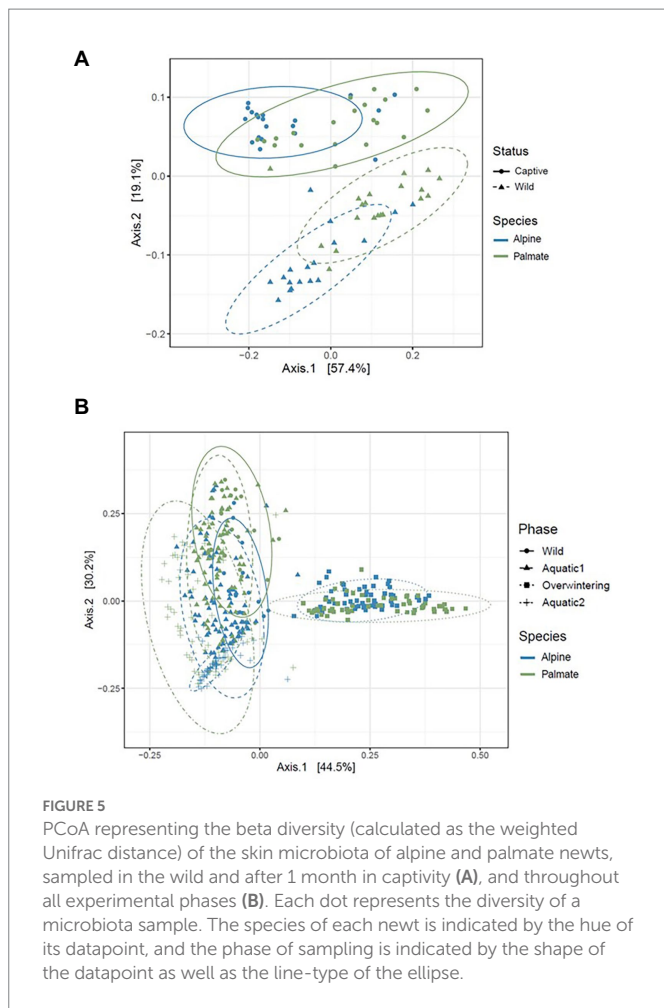 A
Axis.2 [19.1%]
0.1
0.0
−0.1
−0.2
−0.2
0.0
0.2
Axis.1 [57.4%]
Status
Captive
Wild
Species
Alpine
Palmate
B
Axis.2 [30.2%]
0.25
0.00
−0.25
−0.25
0.00
0.25
0.50
Axis.1 [44.5%]
Phase
Wild
Aquatic1
Overwintering
Aquatic2
Species
Alpine
Palmate
FIGURE 5
PCoA representing the beta diversity (calculated as the weighted
Unifrac distance) of the skin microbiota of alpine and palmate newts,
sampled in the wild and after 1 month in captivity (A), and throughout
all experimental phases (B). Each dot represents the diversity of a
microbiota sample. The species of each newt is indicated by the hue of
its datapoint, and the phase of sampling is indicated by the shape of
the datapoint as well as the line-type of the ellipse.